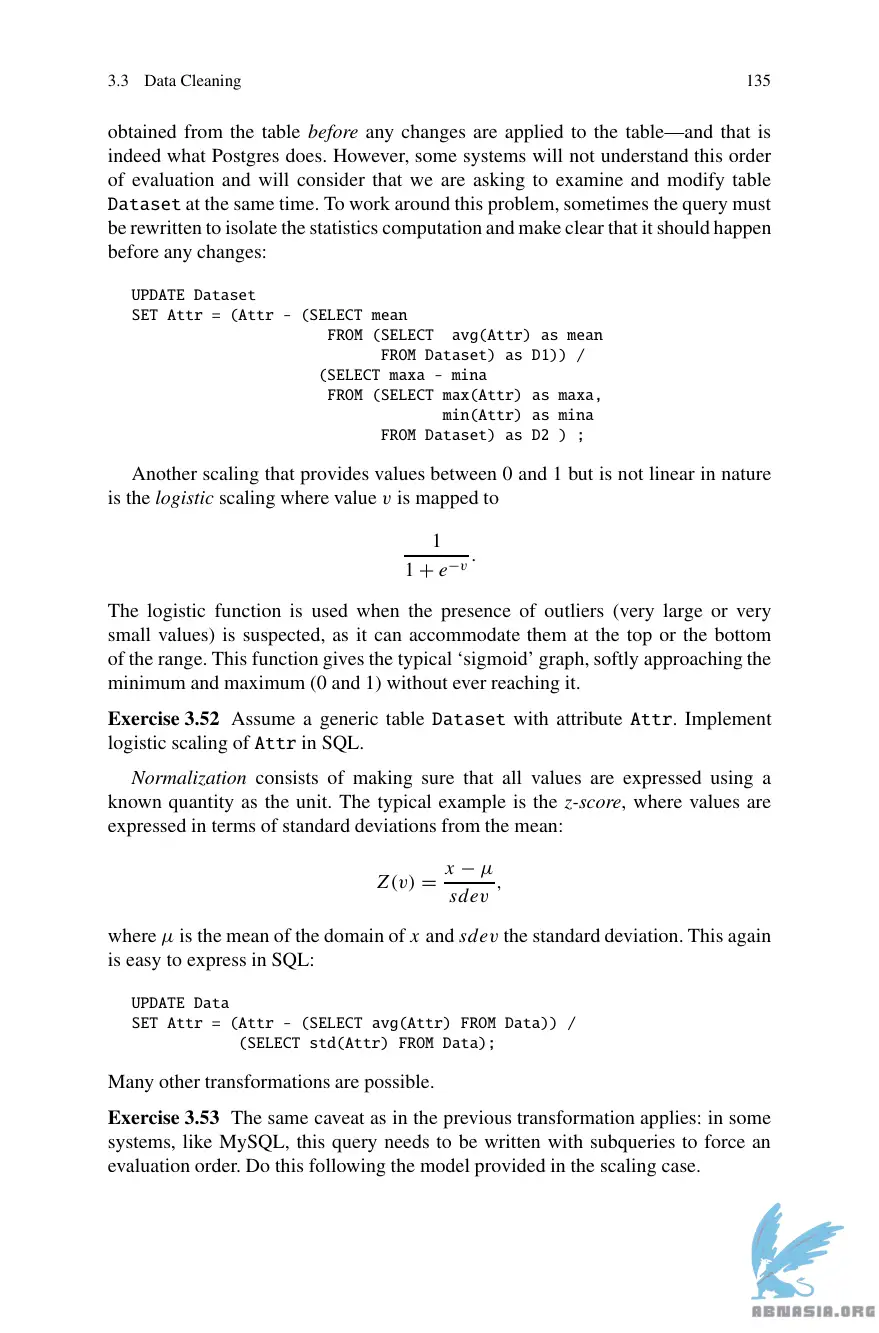 3.3 Data Cleaning 135
obtained from the table before any changes are applied to the table—and that is
indeed what Postgres does. However, some systems will not understand this order
of evaluation and will consider that we are asking to examine and modify table
Dataset at the same time. To work around this problem, sometimes the query must
be rewritten to isolate the statistics computation and make clear that it should happen
before any changes:
UPDATE Dataset
SET Attr = (Attr - (SELECT mean
FROM (SELECT avg(Attr) as mean
FROM Dataset) as D1)) /
(SELECT maxa - mina
FROM (SELECT max(Attr) as maxa,
min(Attr) as mina
FROM Dataset) as D2 ) ;
Another scaling that provides values between 0 and 1 but is not linear in nature
is the logistic scaling where value v is mapped to
1
1 + e−v .
The logistic function is used when the presence of outliers (very large or very
small values) is suspected, as it can accommodate them at the top or the bottom
of the range. This function gives the typical ‘sigmoid’ graph, softly approaching the
minimum and maximum (0 and 1) without ever reaching it.
Exercise 3.52 Assume a generic table Dataset with attribute Attr. Implement
logistic scaling of Attr in SQL.
Normalization consists of making sure that all values are expressed using a
known quantity as the unit. The typical example is the z-score, where values are
expressed in terms of standard deviations from the mean:
Z(v) = x − μ
sdev ,
where μ is the mean of the domain of x and sdev the standard deviation. This again
is easy to express in SQL:
UPDATE Data
SET Attr = (Attr - (SELECT avg(Attr) FROM Data)) /
(SELECT std(Attr) FROM Data);
Many other transformations are possible.
Exercise 3.53 The same caveat as in the previous transformation applies: in some
systems, like MySQL, this query needs to be written with subqueries to force an
evaluation order. Do this following the model provided in the scaling case.
ABNASIA.ORG